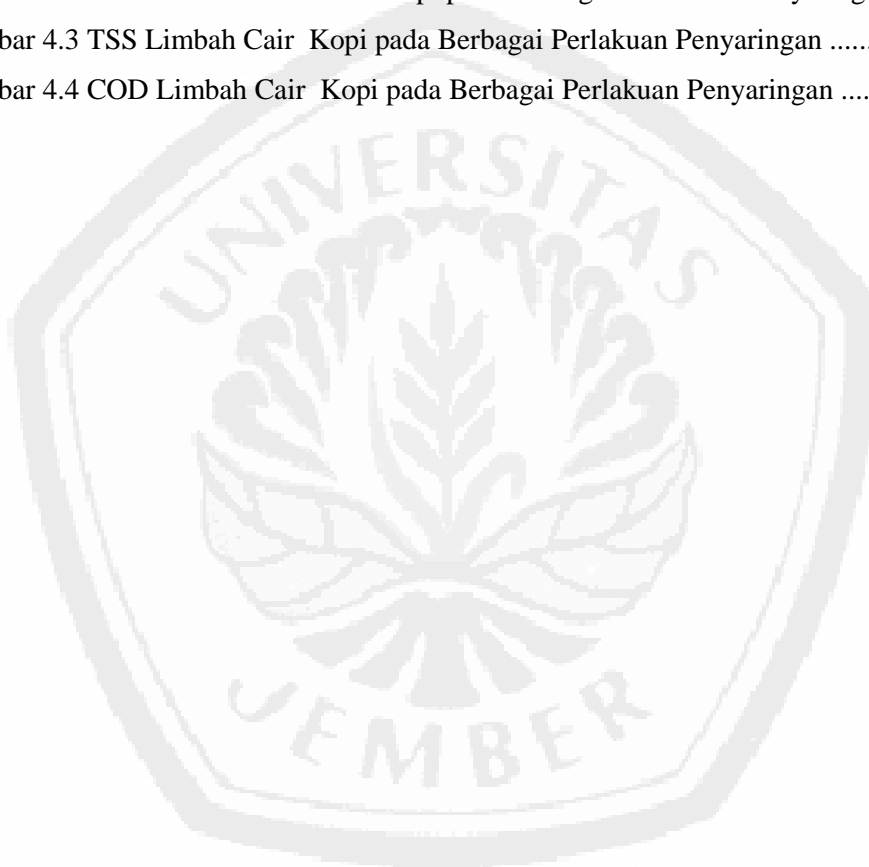 bar 4.3 TSS Limbah Cair Kopi pada Berbagai Perlakuan Penyaringan ......
bar 4.4 COD Limbah Cair Kopi pada Berbagai Perlakuan Penyaringan ....
UNIVERSITAS
JEMBER